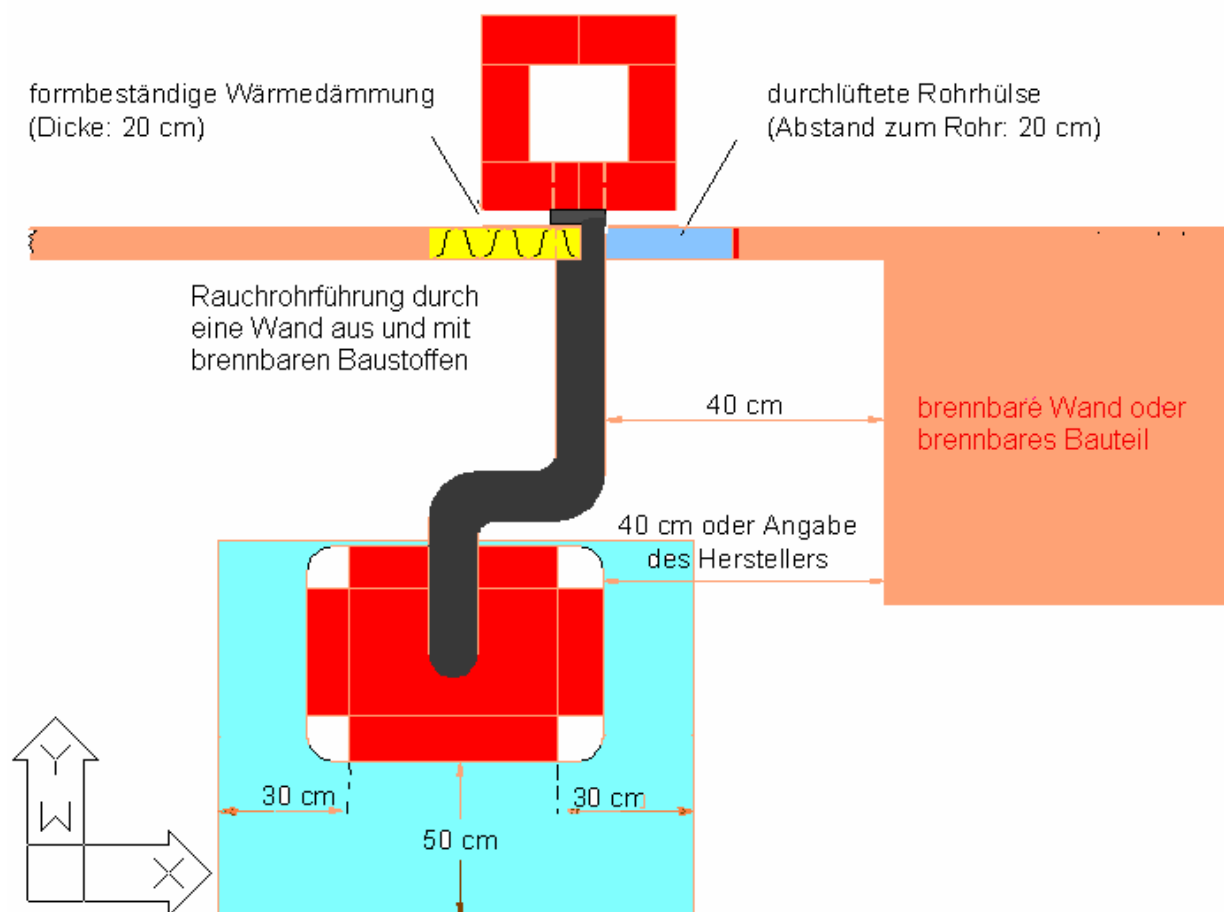 formbeständige Wärmedämmung
(Dicke: 20 cm)
durchlüftete Rohrhülse
(Abstand zum Rohr: 20 cm)
Rauchrohrführung durch
eine Wand aus und mit
brennbaren Baustoffen
40 cm
brennbare Wand oder
brennbares Bauteil
40 cm oder Angabe
des Herstellers
30 cm
30 cm
50 cm
Y
W
X